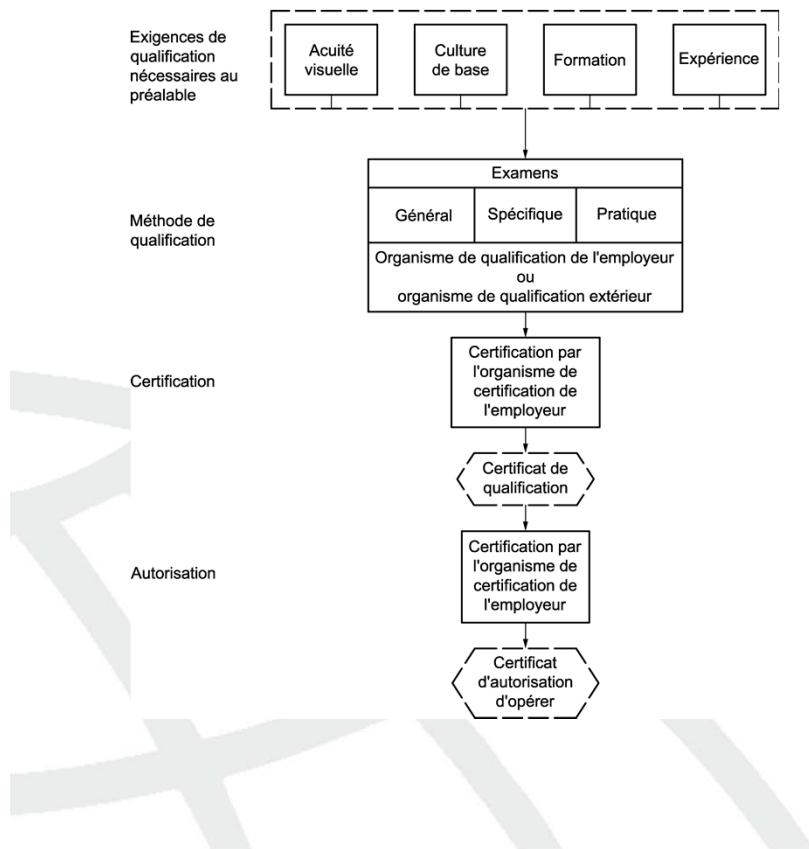 Exigences de
qualification
nécessaires au
préalable
Acuité
visuelle
Culture
de base
Formation
Expérience
Méthode de
qualification
Examens
Général
Spécifique
Pratique
Organisme de qualification de l'employeur
ou
organisme de qualification extérieur
Certification
Certification par
l'organisme de
certification de
l'employeur
Certificat de
qualification
Autorisation
Certification par
l'organisme de
certification de
l'employeur
Certificat
d'autorisation
d'opérer